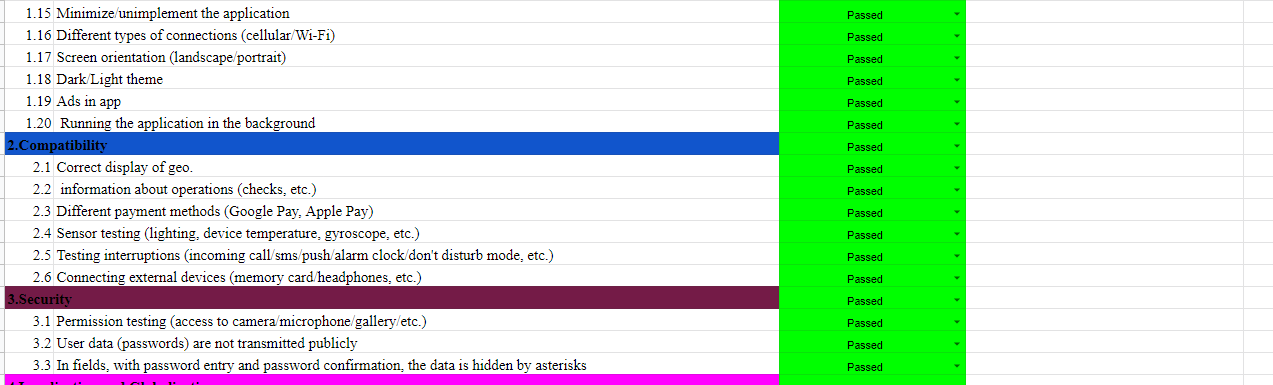 1.15 Minimize/unimplement the application Passed
1.16 Different types of connections (cellular/Wi-Fi) Passed
1.17 Screen orientation (landscape/portrait) Passed
1.18 Dark/Light theme Passed
1.19 Ads in app Passed
1.20 Running the application in the background Passed
2.Compatibility Passed
2.1 Correct display of geo. Passed
2.2 information about operations (checks, etc.) Passed
2.3 Different payment methods (Google Pay, Apple Pay) Passed
2.4 Sensor testing (lighting, device temperature, gyroscope, etc.) Passed
2.5 Testing interruptions (incoming call/sms/push/alarm clock/don't disturb mode, etc.) Passed
2.6 Connecting external devices (memory card/headphones, etc.) Passed
3.Security Passed
3.1 Permission testing (access to camera/microphone/gallery/etc.) Passed
3.2 User data (passwords) are not transmitted publicly Passed
3.3 In fields, with password entry and password confirmation, the data is hidden by asterisks Passed